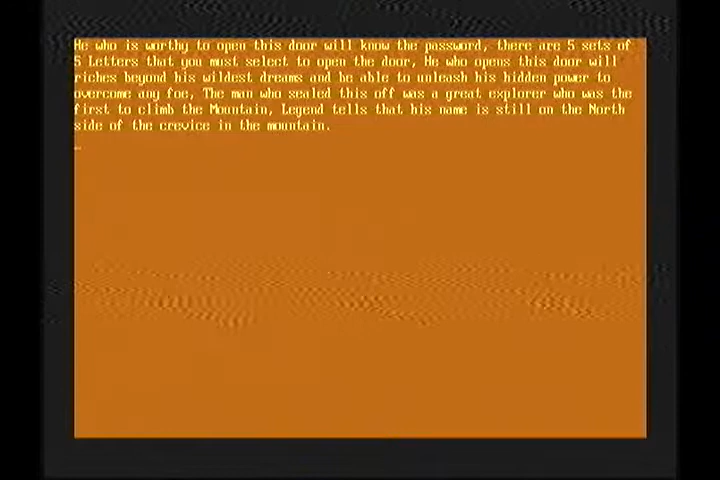 He who is worthy to open this door will know the password, there are 5 sets of
5 Letters that you must select to open the door, He who opens this door will
riches beyond his wildest dreams and be able to unleash his hidden power to
overcome any foe, The man who sealed this off was a great explorer who was the
first to climb the Mountain, Legend tells that his name is still on the North
side of the crevice in the mountain.
_